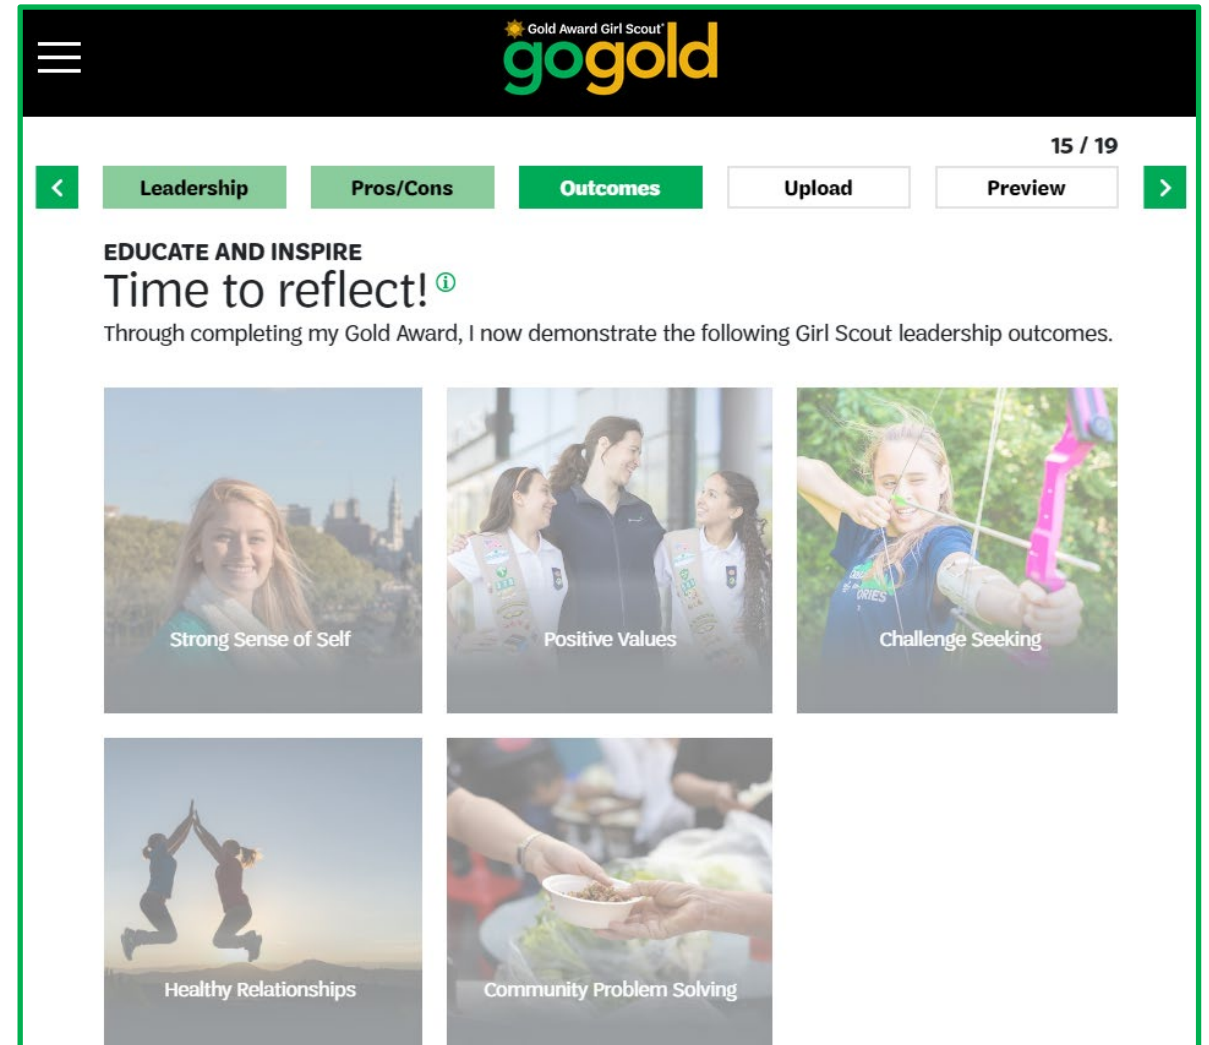 Gold Award Girl Scout
gogold
15 / 19
Leadership
Pros/Cons
Outcomes
Upload
Preview
EDUCATE AND INSPIRE
Time to reflect!
Through completing my Gold Award, I now demonstrate the following Girl Scout leadership outcomes.
Strong Sense of Self
Positive Values
Challenge Seeking
Healthy Relationships
Community Problem Solving